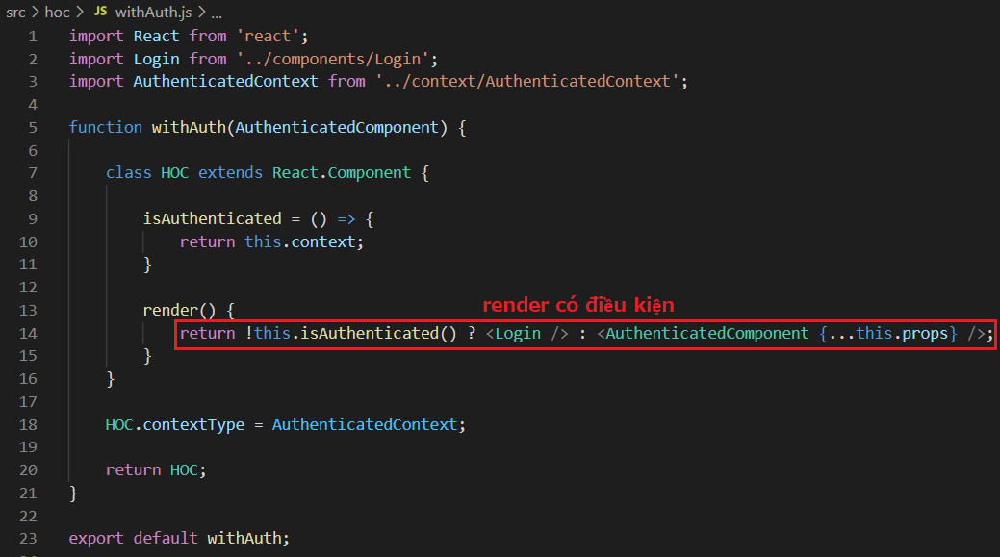 src > hoc > JS withAuth.js > ...
1 import React from 'react';
2 import Login from '../components/Login';
3 import AuthenticatedContext from '../context/AuthenticatedContext';
4
5 function withAuth(AuthenticatedComponent) {
6
7 class HOC extends React.Component {
8
9 isAuthenticated = () => {
10 return this.context;
11 }
12
13 render() {
render có điều kiện
14 return !this.isAuthenticated() ? <Login /> : <AuthenticatedComponent {...this.props} />;
15 }
16 }
17
18 HOC.contextType = AuthenticatedContext;
19
20 return HOC;
21 }
22
23 export default withAuth;